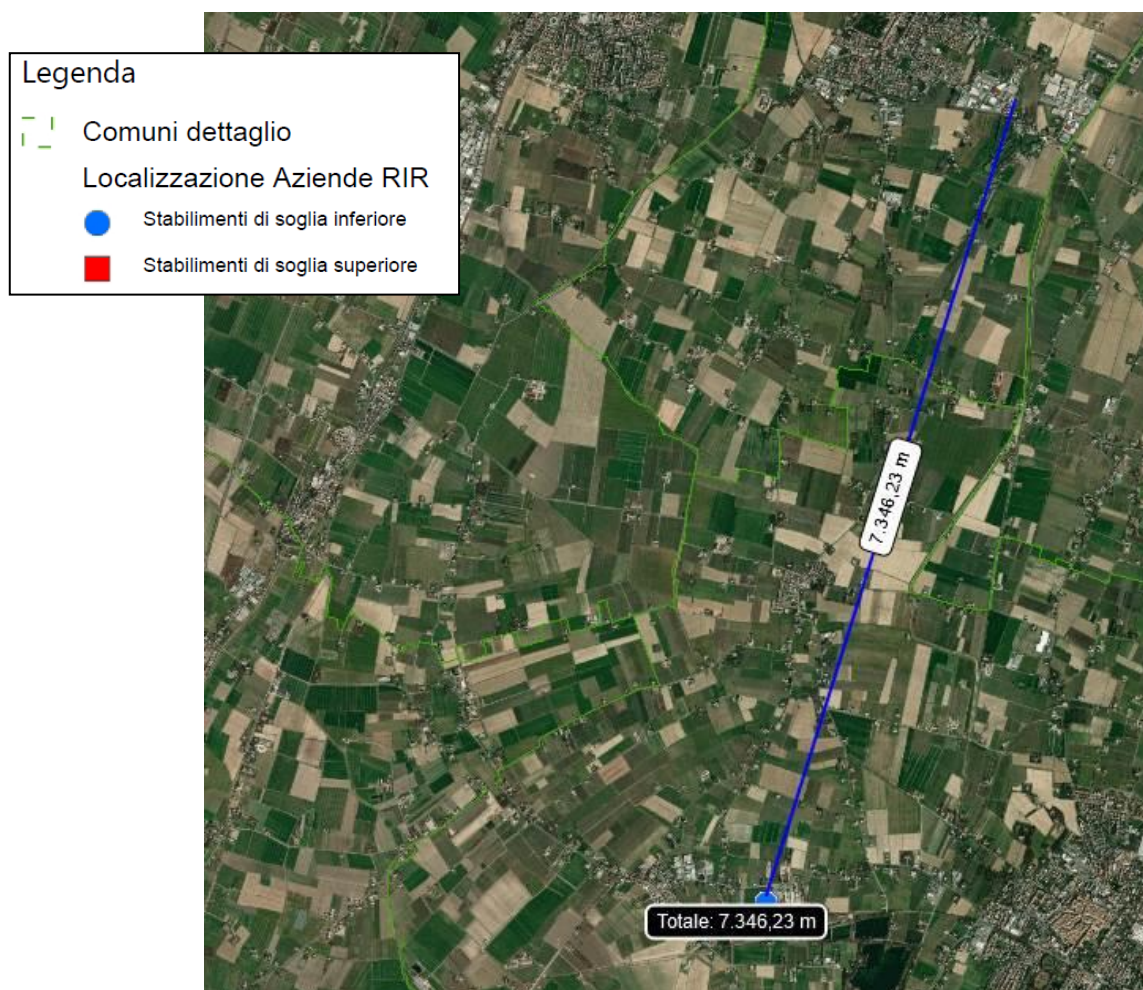 Legenda
Comuni dettaglio
Localizzazione Aziende RIR
Stabilimenti di soglia inferiore
Stabilimenti di soglia superiore
7.346,23 m
Totale: 7.346,23 m